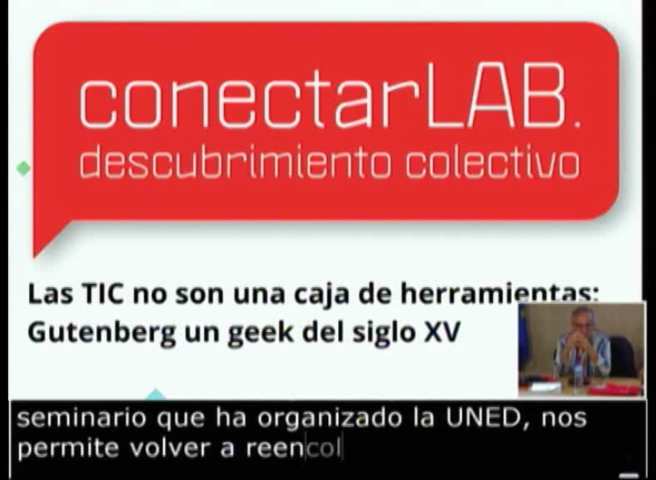 conectarLAB.
descubrimiento colectivo
Las TIC no son una caja de herramientas:
Gutenberg un geek del siglo XV
seminario que ha organizado la UNED, nos
permite volver a reencol